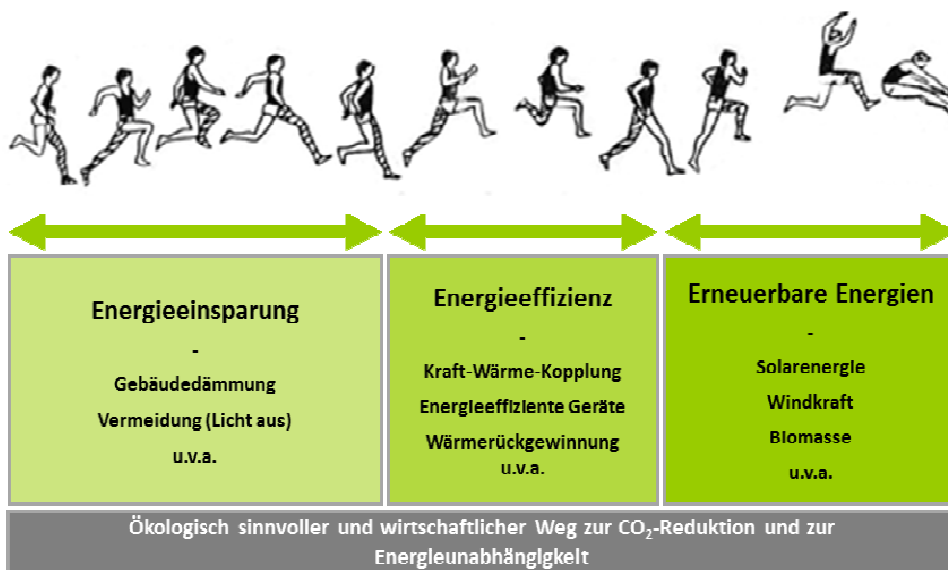 Energieeinsparung
-
Gebäudedämmung
Vermeidung (Licht aus)
u.v.a.
Energieeffizienz
-
Kraft-Wärme-Kopplung
Energieeffiziente Geräte
Wärmerückgewinnung
u.v.a.
Erneuerbare Energien
-
Solarenergie
Windkraft
Biomasse
u.v.a.
Ökologisch sinnvoller und wirtschaftlicher Weg zur CO₂-Reduktion und zur
Energieunabhängigkeit